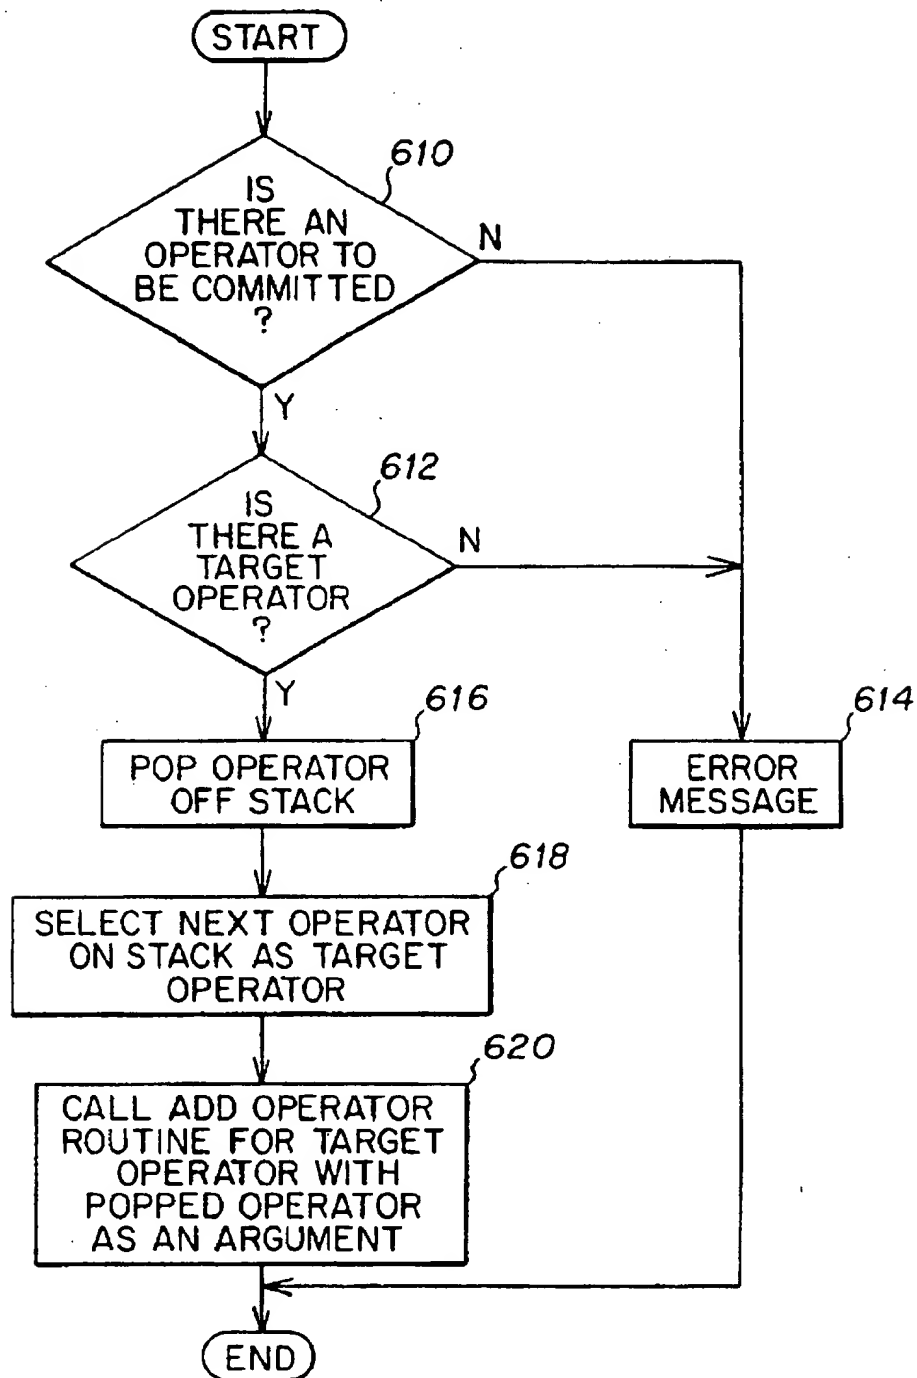 START
610
IS
THERE AN
OPERATOR TO
BE COMMITTED
?
N
Y
612
IS
THERE A
TARGET
OPERATOR
?
N
Y
616
POP OPERATOR
OFF STACK
614
ERROR
MESSAGE
618
SELECT NEXT OPERATOR
ON STACK AS TARGET
OPERATOR
620
CALL ADD OPERATOR
ROUTINE FOR TARGET
OPERATOR WITH
POPPED OPERATOR
AS AN ARGUMENT
END